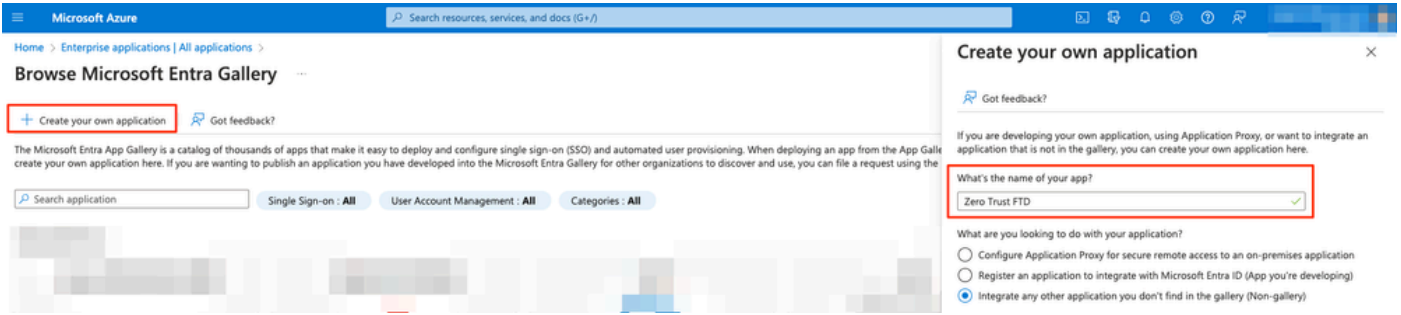 Microsoft Azure
Search resources, services, and docs (G+/)
Home > Enterprise applications | All applications >
Browse Microsoft Entra Gallery ...
+ Create your own application
Got feedback?
The Microsoft Entra App Gallery is a catalog of thousands of apps that make it easy to deploy and configure single sign-on (SSO) and automated user provisioning. When deploying an app from the App Galle
create your own application here. If you are wanting to publish an application you have developed into the Microsoft Entra Gallery for other organizations to discover and use, you can file a request using the
Search application
Single Sign-on : All
User Account Management : All
Categories : All
Create your own application
Got feedback?
If you are developing your own application, using Application Proxy, or want to integrate an
application that is not in the gallery, you can create your own application here.
What's the name of your app?
Zero Trust FTD
What are you looking to do with your application?
Configure Application Proxy for secure remote access to an on-premises application
Register an application to integrate with Microsoft Entra ID (App you're developing)
Integrate any other application you don't find in the gallery (Non-gallery)